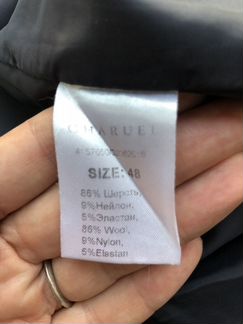 CHARUEL
SIZE: 48
86% Шерсть,
9%Нейлон,
5%Эластан,
86% Wool,
9%Nylon,
5%Elastan